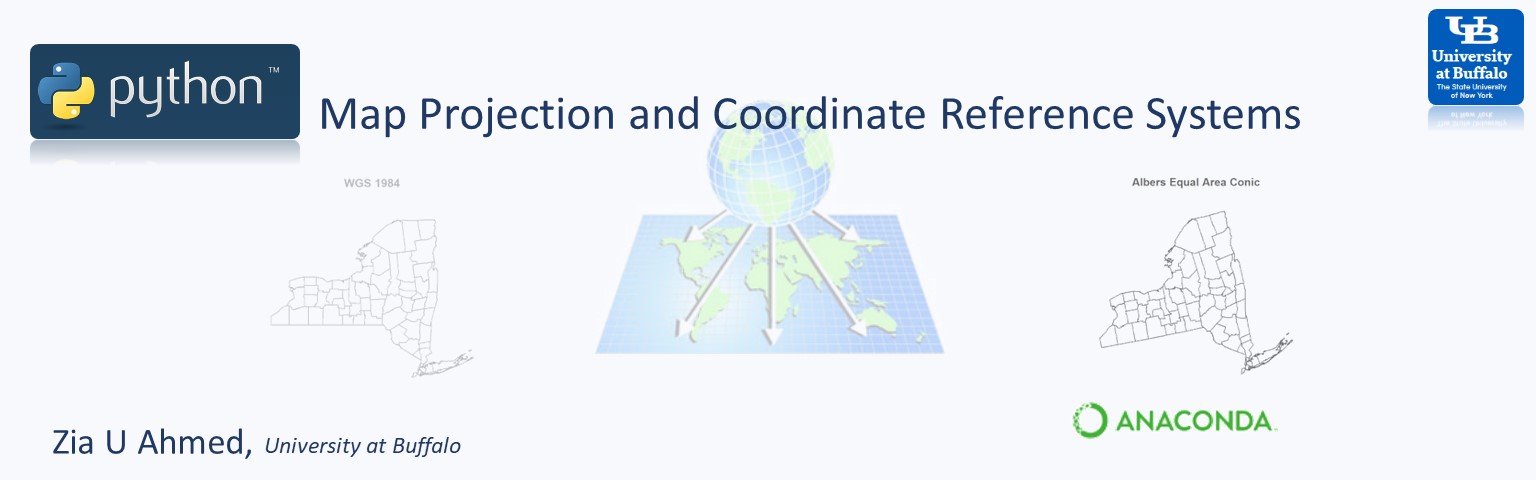 python™
UB
University
at Buffalo
The State University
of New York
Map Projection and Coordinate Reference Systems
WGS 1984
Albers Equal Area Conic
ANACONDA.
Zia U Ahmed, University at Buffalo